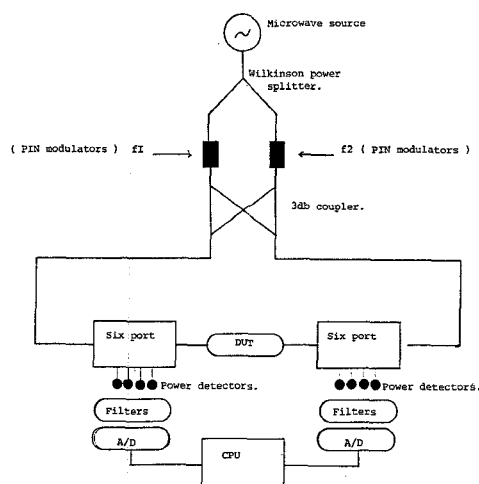 Microwave source
Wilkinson power
splitter.
( PIN modulators ) f1
f2 ( PIN modulators )
3db coupler.
Six port
DUT
Six port
Power detectors.
Power detectors.
Filters
Filters
A/D
A/D
CPU